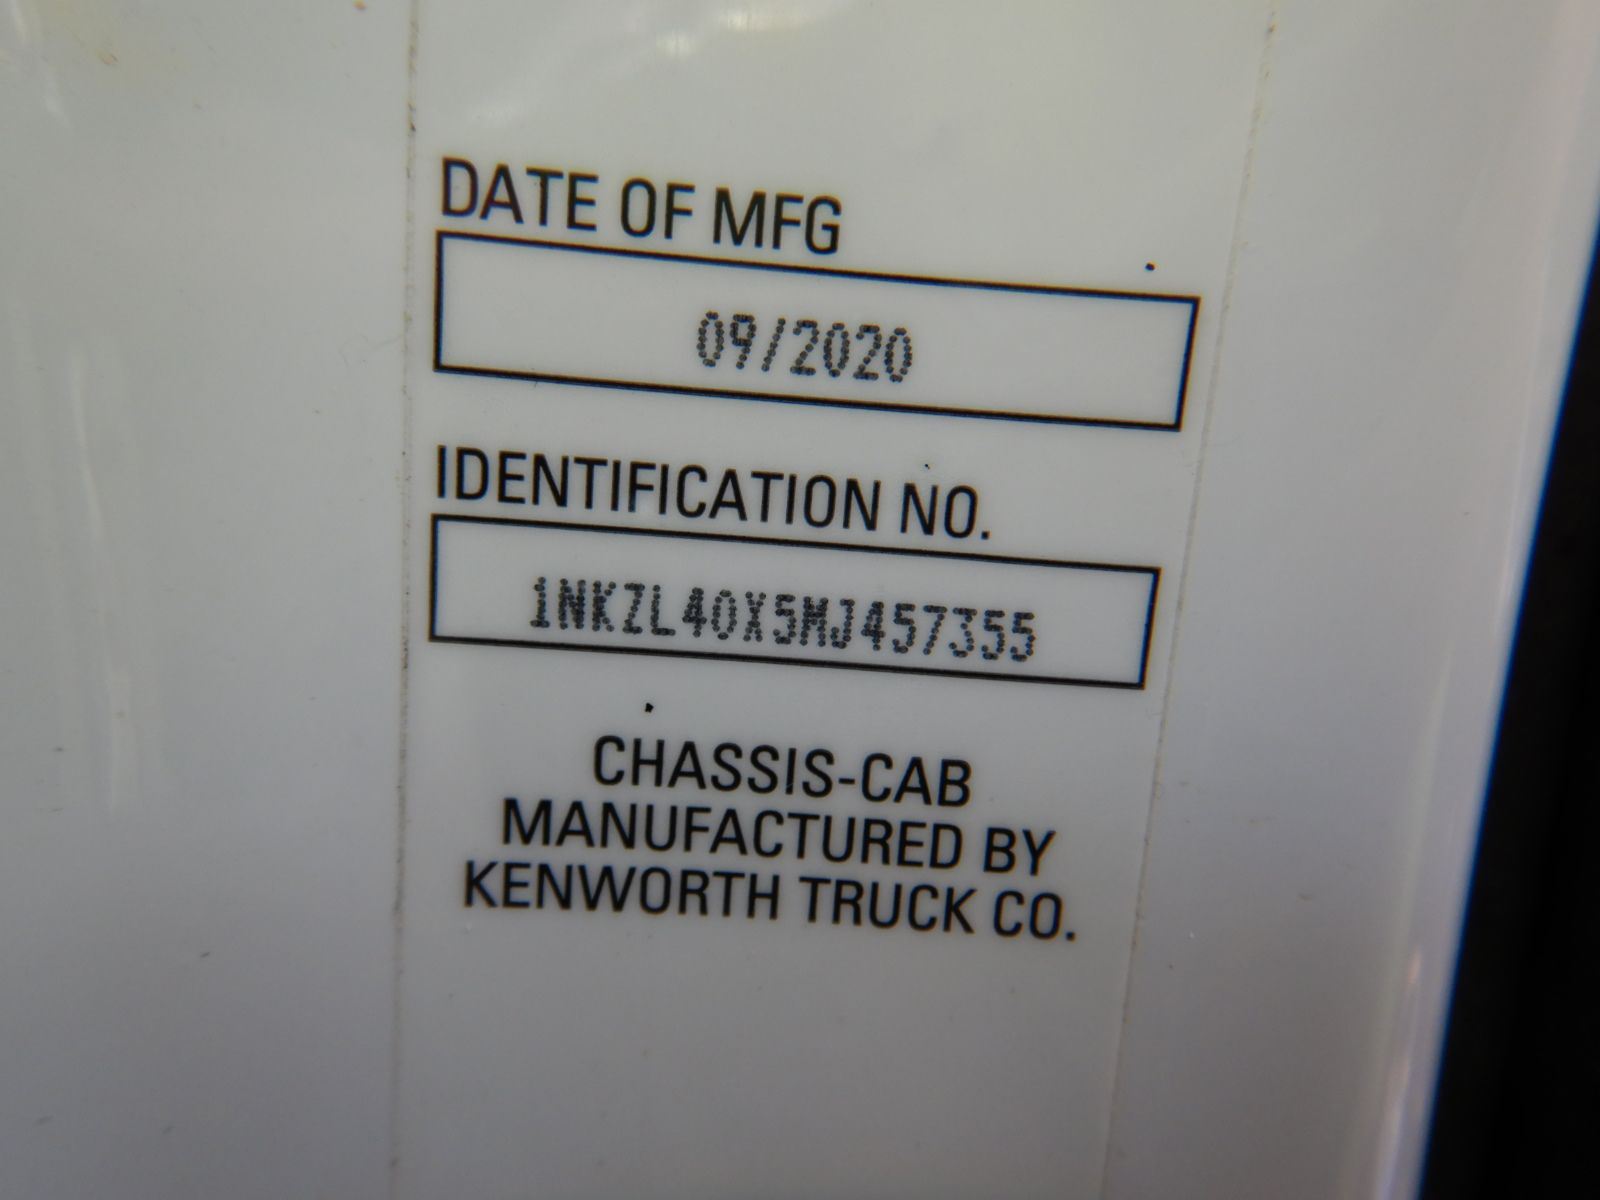 DATE OF MFG
09/2020
IDENTIFICATION NO.
1NKZL40X5MJ457355
CHASSIS-CAB
MANUFACTURED BY
KENWORTH TRUCK CO.